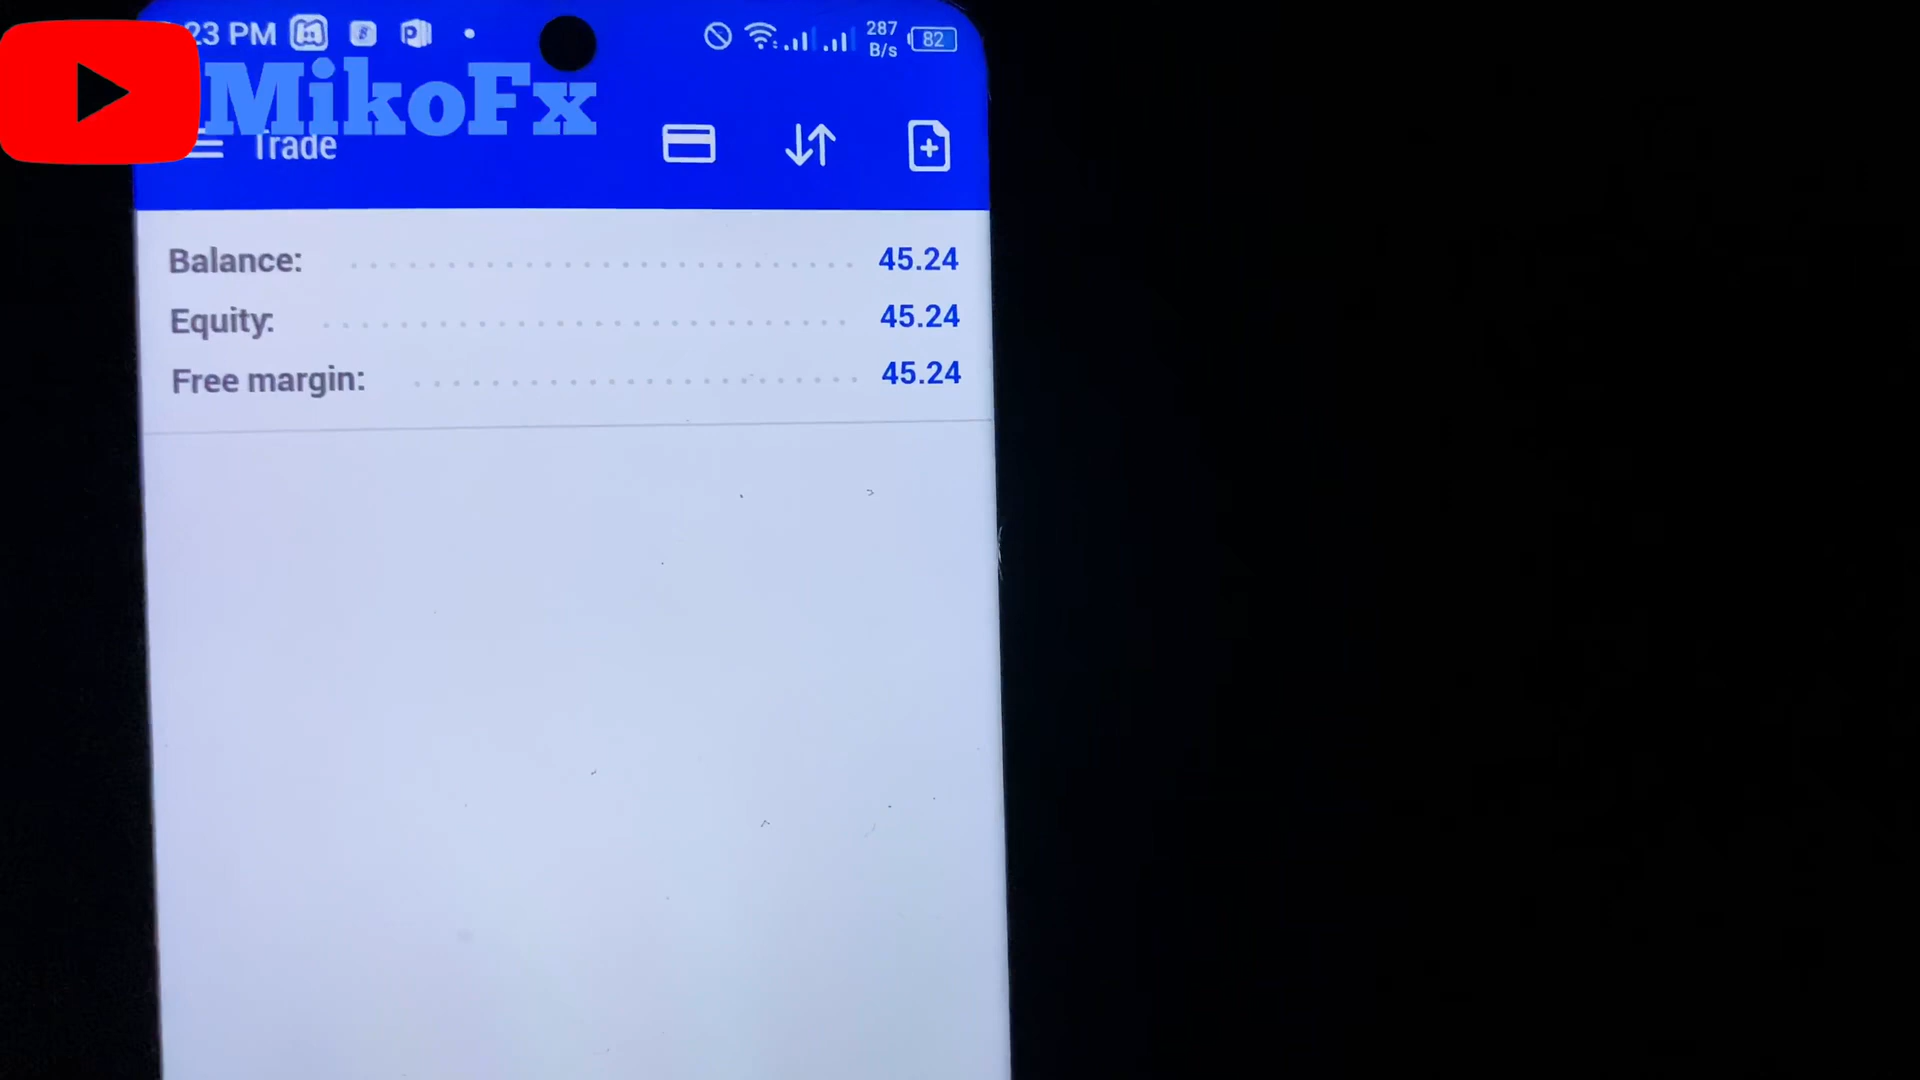 23 PM
287
B/s
82
MikoFx
Trade
Balance: 45.24
Equity: 45.24
Free margin: 45.24